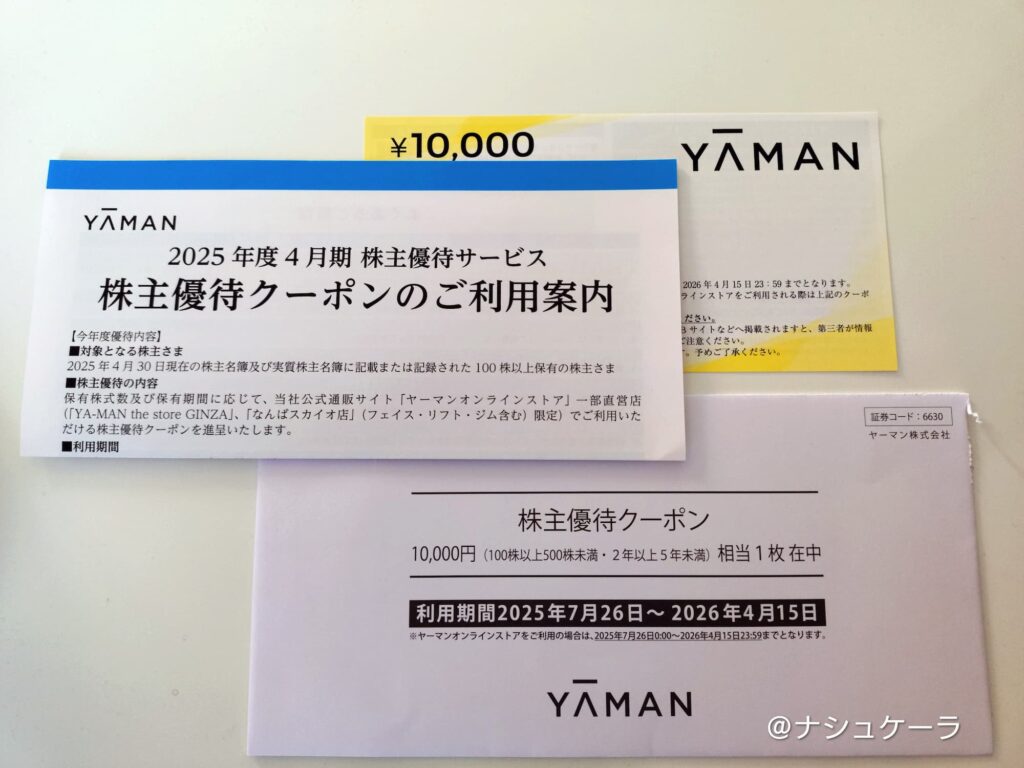 ¥10,000
YAMAN
2026年4月15日23:59までとなります。
ラインストアをご利用される際は上記のクーポ
ださい。
Bサイトなどへ掲載されますと、第三者が情報
ご注意ください。
す。予めご了承ください。
YAMAN
2025年度4月期 株主優待サービス
株主優待クーポンのご利用案内
【今年度優待内容】
■対象となる株主さま
2025年4月30日現在の株主名簿及び実質株主名簿に記載または記録された100株以上保有の株主さま
■株主優待の内容
保有株式数及び保有期間に応じて、当社公式通販サイト「ヤーマンオンラインストア」一部直営店
(「YA-MAN the store GINZA」、「なんばスカイオ店」(フェイス・リフト・ジム含む)限定)でご利用いた
だける株主優待クーポンを進呈いたします。
■利用期間
証券コード:6630
ヤーマン株式会社
株主優待クーポン
10,000円(100株以上500株未満・2年以上5年未満)相当1枚在中
利用期間2025年7月26日〜2026年4月15日
※ヤーマンオンラインストアをご利用の場合は、2025年7月26日0:00〜2026年4月15日23:59までとなります。
YAMAN
@ナシュケーラ